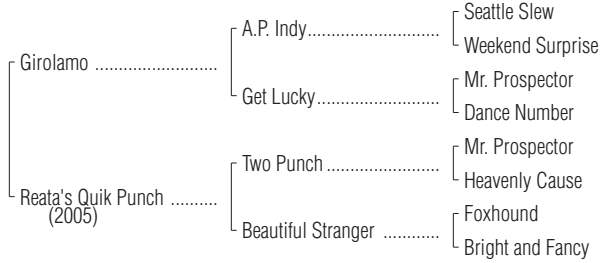 Seattle Slew
A.P. Indy..............................
Weekend Surprise
Girolamo ..........................
Mr. Prospector
Get Lucky............................
Dance Number
Mr. Prospector
Two Punch ..........................
Heavenly Cause
Reata's Quik Punch ..........
(2005)
Foxhound
Beautiful Stranger ............
Bright and Fancy